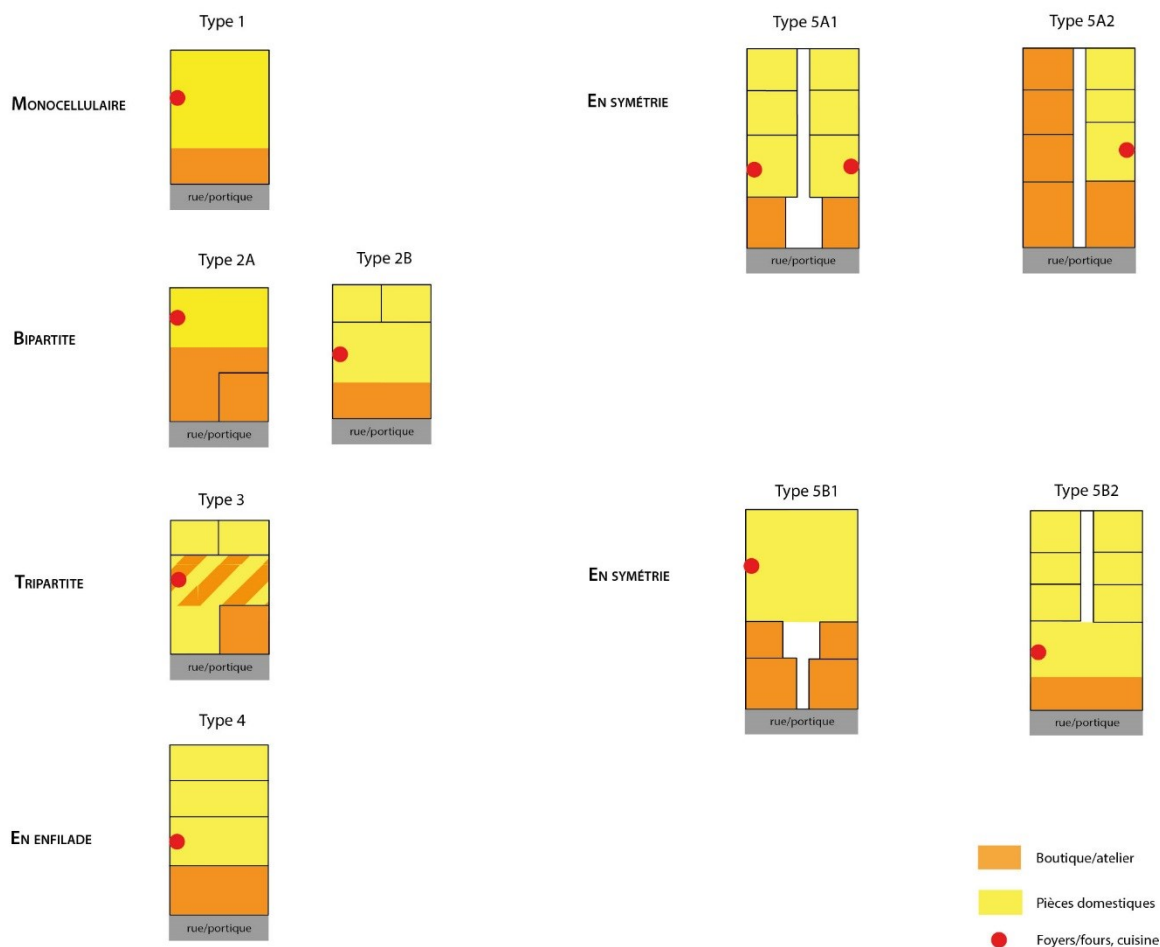 Type 1
MONOCELLULAIRE
rue/portique
Type 2A
Type 2B
BIPARTITE
rue/portique
rue/portique
Type 3
TRIPARTITE
rue/portique
Type 4
EN ENFILADE
rue/portique
Type 5A1
Type 5A2
EN SYMÉTRIE
rue/portique
rue/portique
Type 5B1
Type 5B2
EN SYMÉTRIE
rue/portique
rue/portique
Boutique/atelier
Pièces domestiques
Foyers/fours, cuisine